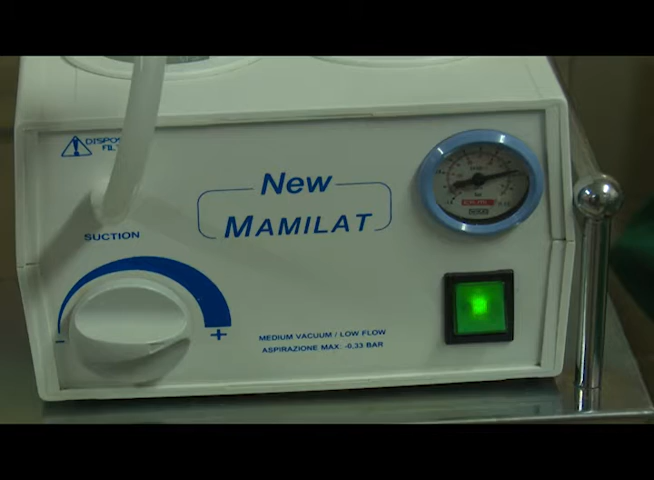 New
MAMILAT
SUCTION
- +
MEDIUM VACUUM / LOW FLOW
ASPIRAZIONE MAX: -0,33 BAR